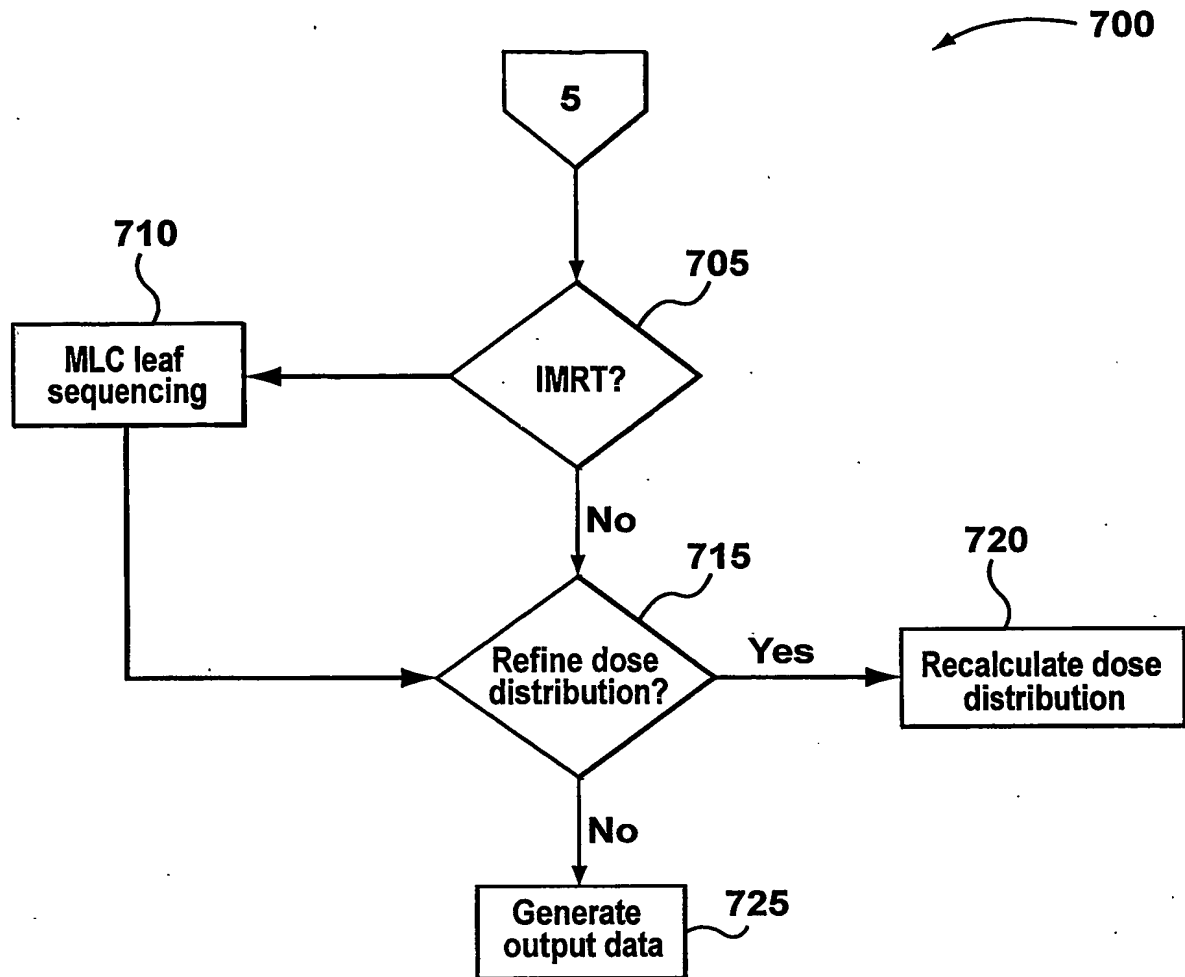 700
5
710
705
MLC leaf
sequencing
IMRT?
No
715
720
Refine dose
distribution?
Yes
Recalculate dose
distribution
No
Generate
output data
725